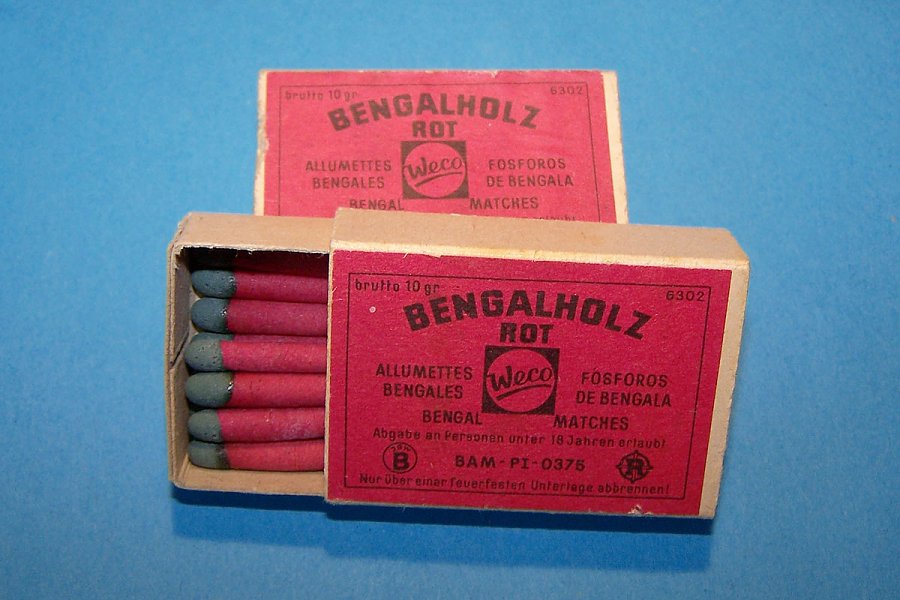 brutto 10 gr
6302
BENGALHOLZ
ROT
ALLUMETTES
BENGALES
Weco
FOSFOROS
DE BENGALA
BENGAL MATCHES
erlaubt
brutto 10 gr
6302
BENGALHOLZ
ROT
ALLUMETTES
BENGALES
Weco
FOSFOROS
DE BENGALA
BENGAL MATCHES
Abgabe an Personen unter 18 Jahren erlaubt
B BAM-PI-0375 R
Nur über einer feuerfesten Unterlage abbrennen!